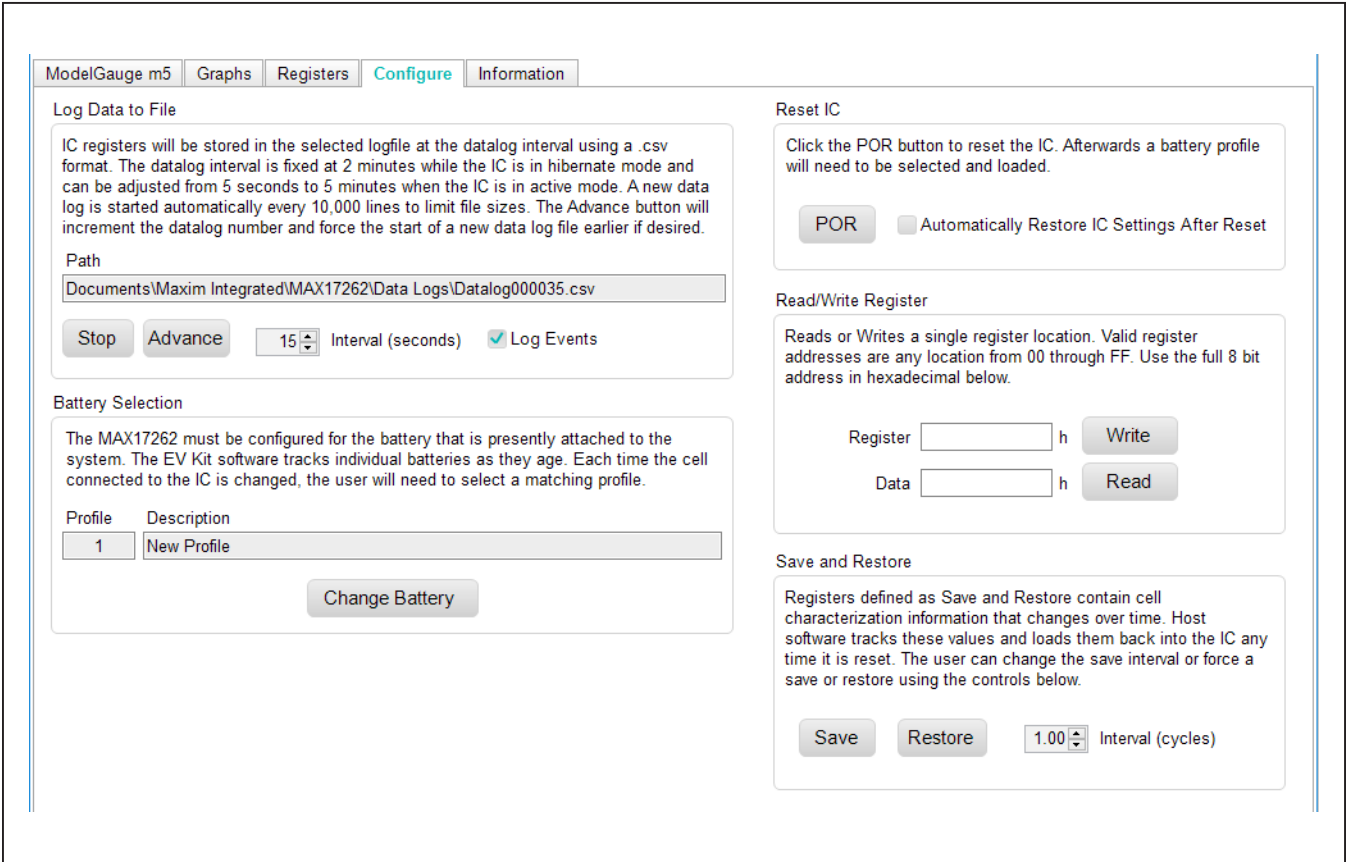 ModelGauge m5 Graphs Registers Configure Information
Log Data to File
IC registers will be stored in the selected logfile at the datalog interval using a .csv
format. The datalog interval is fixed at 2 minutes while the IC is in hibernate mode and
can be adjusted from 5 seconds to 5 minutes when the IC is in active mode. A new data
log is started automatically every 10,000 lines to limit file sizes. The Advance button will
increment the datalog number and force the start of a new data log file earlier if desired.
Path
Documents\Maxim Integrated\MAX17262\Data Logs\Datalog000035.csv
Stop Advance 15 Interval (seconds) Log Events
Battery Selection
The MAX17262 must be configured for the battery that is presently attached to the
system. The EV Kit software tracks individual batteries as they age. Each time the cell
connected to the IC is changed, the user will need to select a matching profile.
Profile Description
1 New Profile
Change Battery
Reset IC
Click the POR button to reset the IC. Afterwards a battery profile
will need to be selected and loaded.
POR Automatically Restore IC Settings After Reset
Read/Write Register
Reads or Writes a single register location. Valid register
addresses are any location from 00 through FF. Use the full 8 bit
address in hexadecimal below.
Register h Write
Data h Read
Save and Restore
Registers defined as Save and Restore contain cell
characterization information that changes over time. Host
software tracks these values and loads them back into the IC any
time it is reset. The user can change the save interval or force a
save or restore using the controls below.
Save Restore 1.00 Interval (cycles)